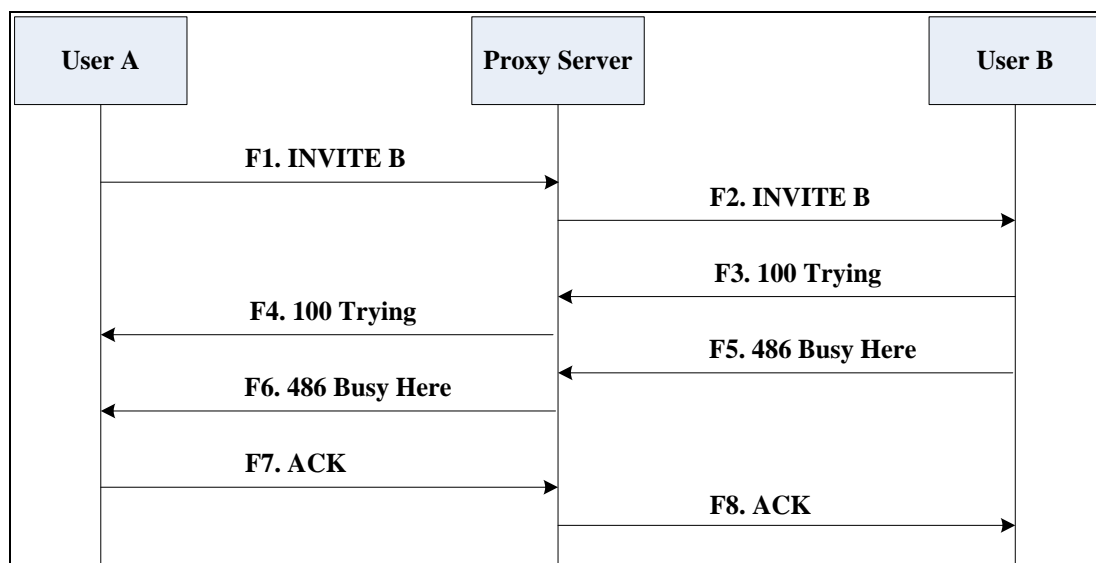 User A
Proxy Server
User B
F1. INVITE B
F2. INVITE B
F3. 100 Trying
F4. 100 Trying
F5. 486 Busy Here
F6. 486 Busy Here
F7. ACK
F8. ACK